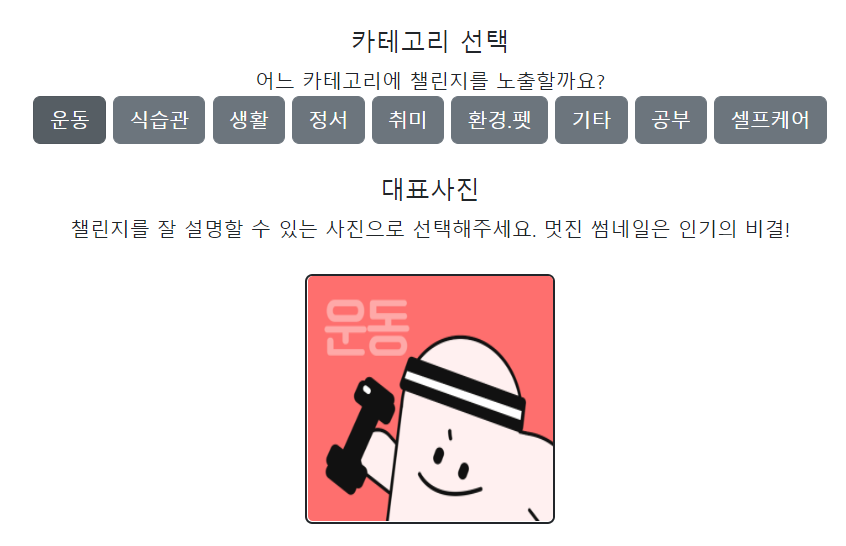 카테고리 선택
어느 카테고리에 챌린지를 노출할까요?
운동 식습관 생활 정서 취미 환경.펫 기타 공부 셀프케어
대표사진
챌린지를 잘 설명할 수 있는 사진으로 선택해주세요. 멋진 썸네일은 인기의 비결!
운동